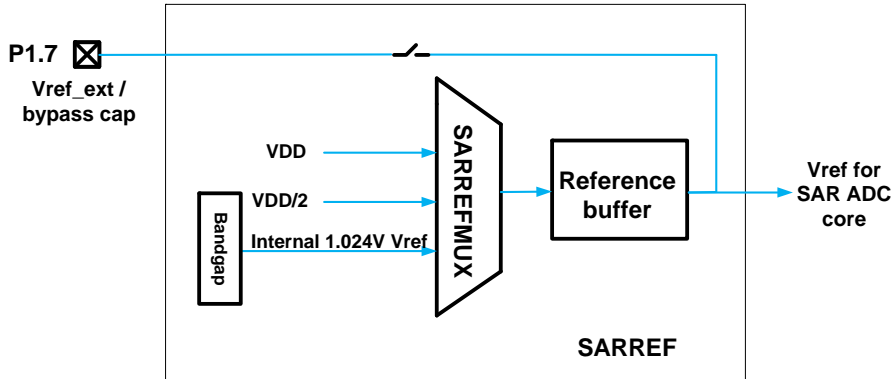 P1.7
Vref_ext /
bypass cap
VDD
VDD/2
Internal 1.024V Vref
Bandgap
SARREFMUX
Reference
buffer
Vref for
SAR ADC
core
SARREF